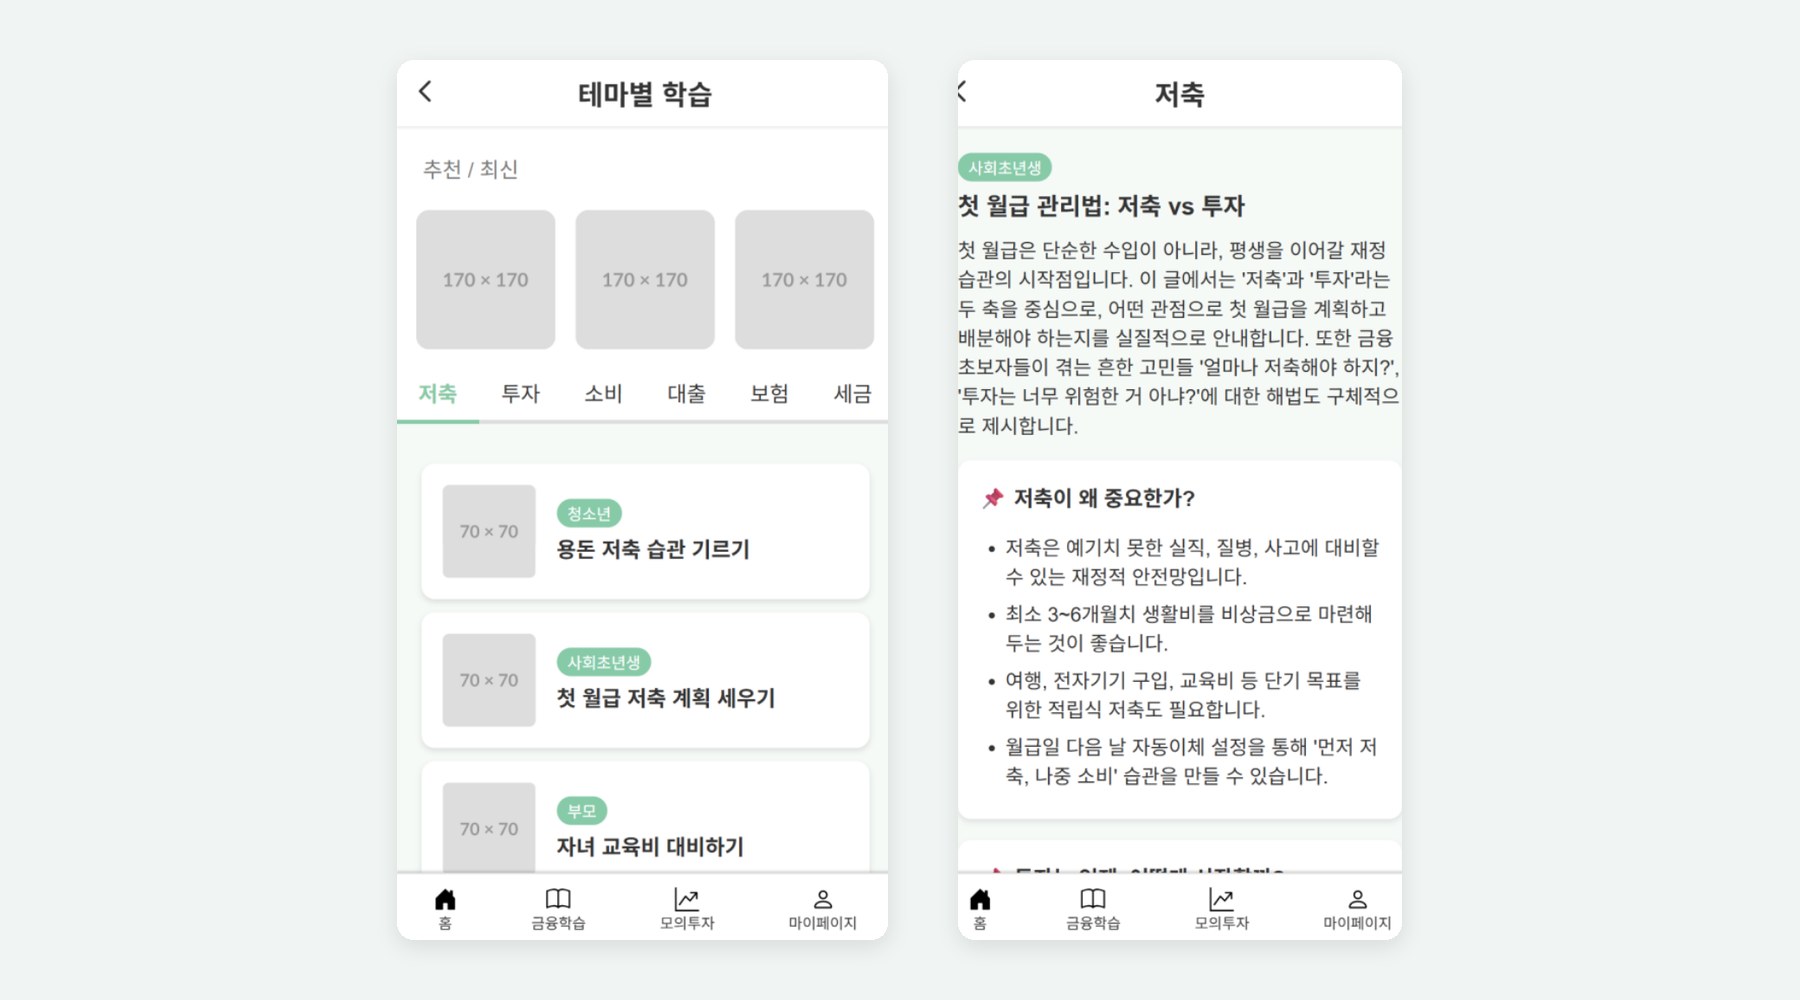 테마별 학습
추천 / 최신
170 × 170
170 × 170
170 × 170
저축 투자 소비 대출 보험 세금
70 × 70
청소년
용돈 저축 습관 기르기
70 × 70
사회초년생
첫 월급 저축 계획 세우기
70 × 70
부모
자녀 교육비 대비하기
홈 금융학습 모의투자 마이페이지
저축
사회초년생
첫 월급 관리법: 저축 vs 투자
첫 월급은 단순한 수입이 아니라, 평생을 이어갈 재정
습관의 시작점입니다. 이 글에서는 '저축'과 '투자'라는
두 축을 중심으로, 어떤 관점으로 첫 월급을 계획하고
배분해야 하는지를 실질적으로 안내합니다. 또한 금융
초보자들이 겪는 흔한 고민들 '얼마나 저축해야 하지?',
'투자는 너무 위험한 거 아냐?'에 대한 해법도 구체적으
로 제시합니다.
📌 저축이 왜 중요한가?
• 저축은 예기치 못한 실직, 질병, 사고에 대비할
수 있는 재정적 안전망입니다.
• 최소 3~6개월치 생활비를 비상금으로 마련해
두는 것이 좋습니다.
• 여행, 전자기기 구입, 교육비 등 단기 목표를
위한 적립식 저축도 필요합니다.
• 월급일 다음 날 자동이체 설정을 통해 '먼저 저
축, 나중 소비' 습관을 만들 수 있습니다.
홈 금융학습 모의투자 마이페이지